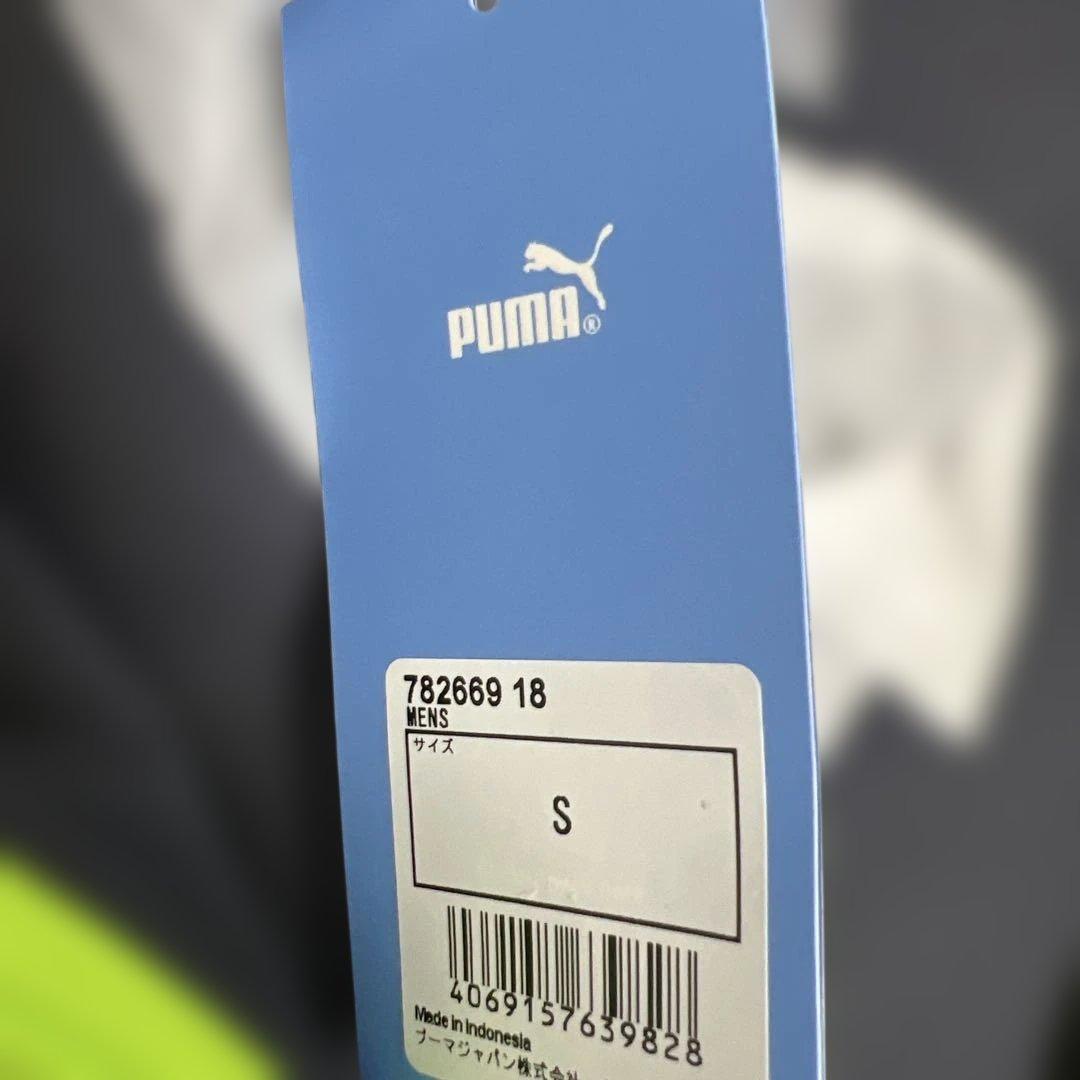 PUMA®
782669 18
MENS
サイズ
S
4069157639828
Made in Indonesia
プーマジャパン株式会社